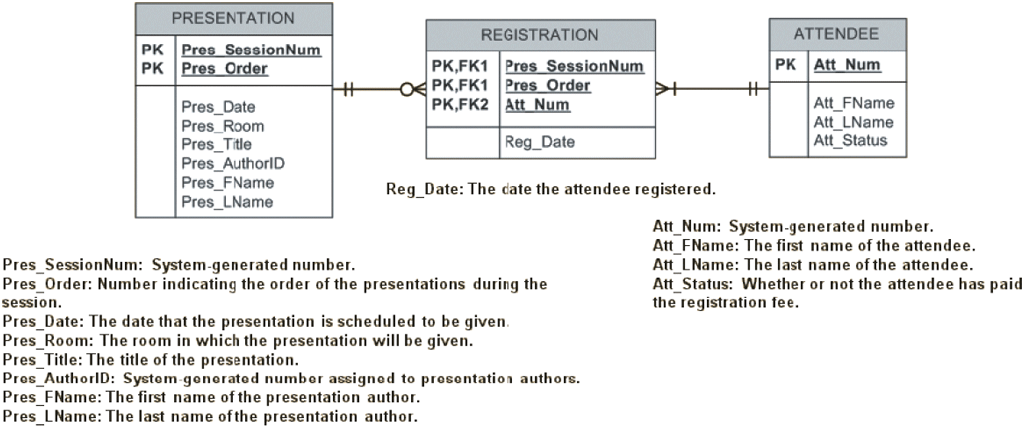 PRESENTATION
PK Pres_SessionNum
PK Pres_Order
Pres_Date
Pres_Room
Pres_Title
Pres_AuthorID
Pres_FName
Pres_LName
REGISTRATION
PK,FK1 Pres_SessionNum
PK,FK1 Pres_Order
PK,FK2 Att_Num
Reg_Date
ATTENDEE
PK Att_Num
Att_FName
Att_LName
Att_Status
Reg_Date: The date the attendee registered.
Att_Num: System-generated number.
Att_FName: The first name of the attendee.
Att_LName: The last name of the attendee.
Att_Status: Whether or not the attendee has paid
the registration fee.
Pres_SessionNum: System-generated number.
Pres_Order: Number indicating the order of the presentations during the
session.
Pres_Date: The date that the presentation is scheduled to be given.
Pres_Room: The room in which the presentation will be given.
Pres_Title: The title of the presentation.
Pres_AuthorID: System-generated number assigned to presentation authors.
Pres_FName: The first name of the presentation author.
Pres_LName: The last name of the presentation author.